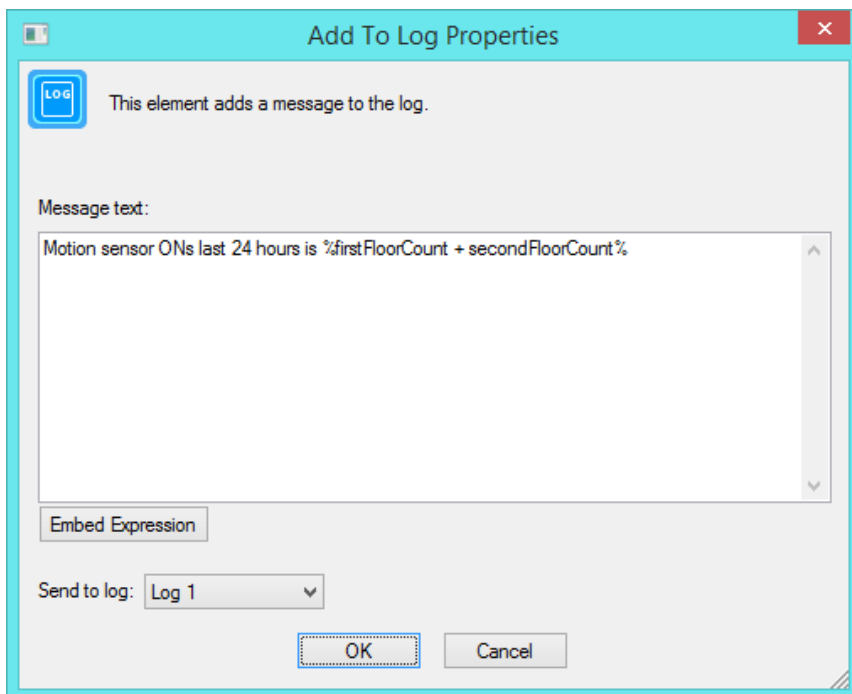 Add To Log Properties
LOG
This element adds a message to the log.
Message text:
Motion sensor ONs last 24 hours is %firstFloorCount + secondFloorCount%
Embed Expression
Send to log: Log 1
OK Cancel